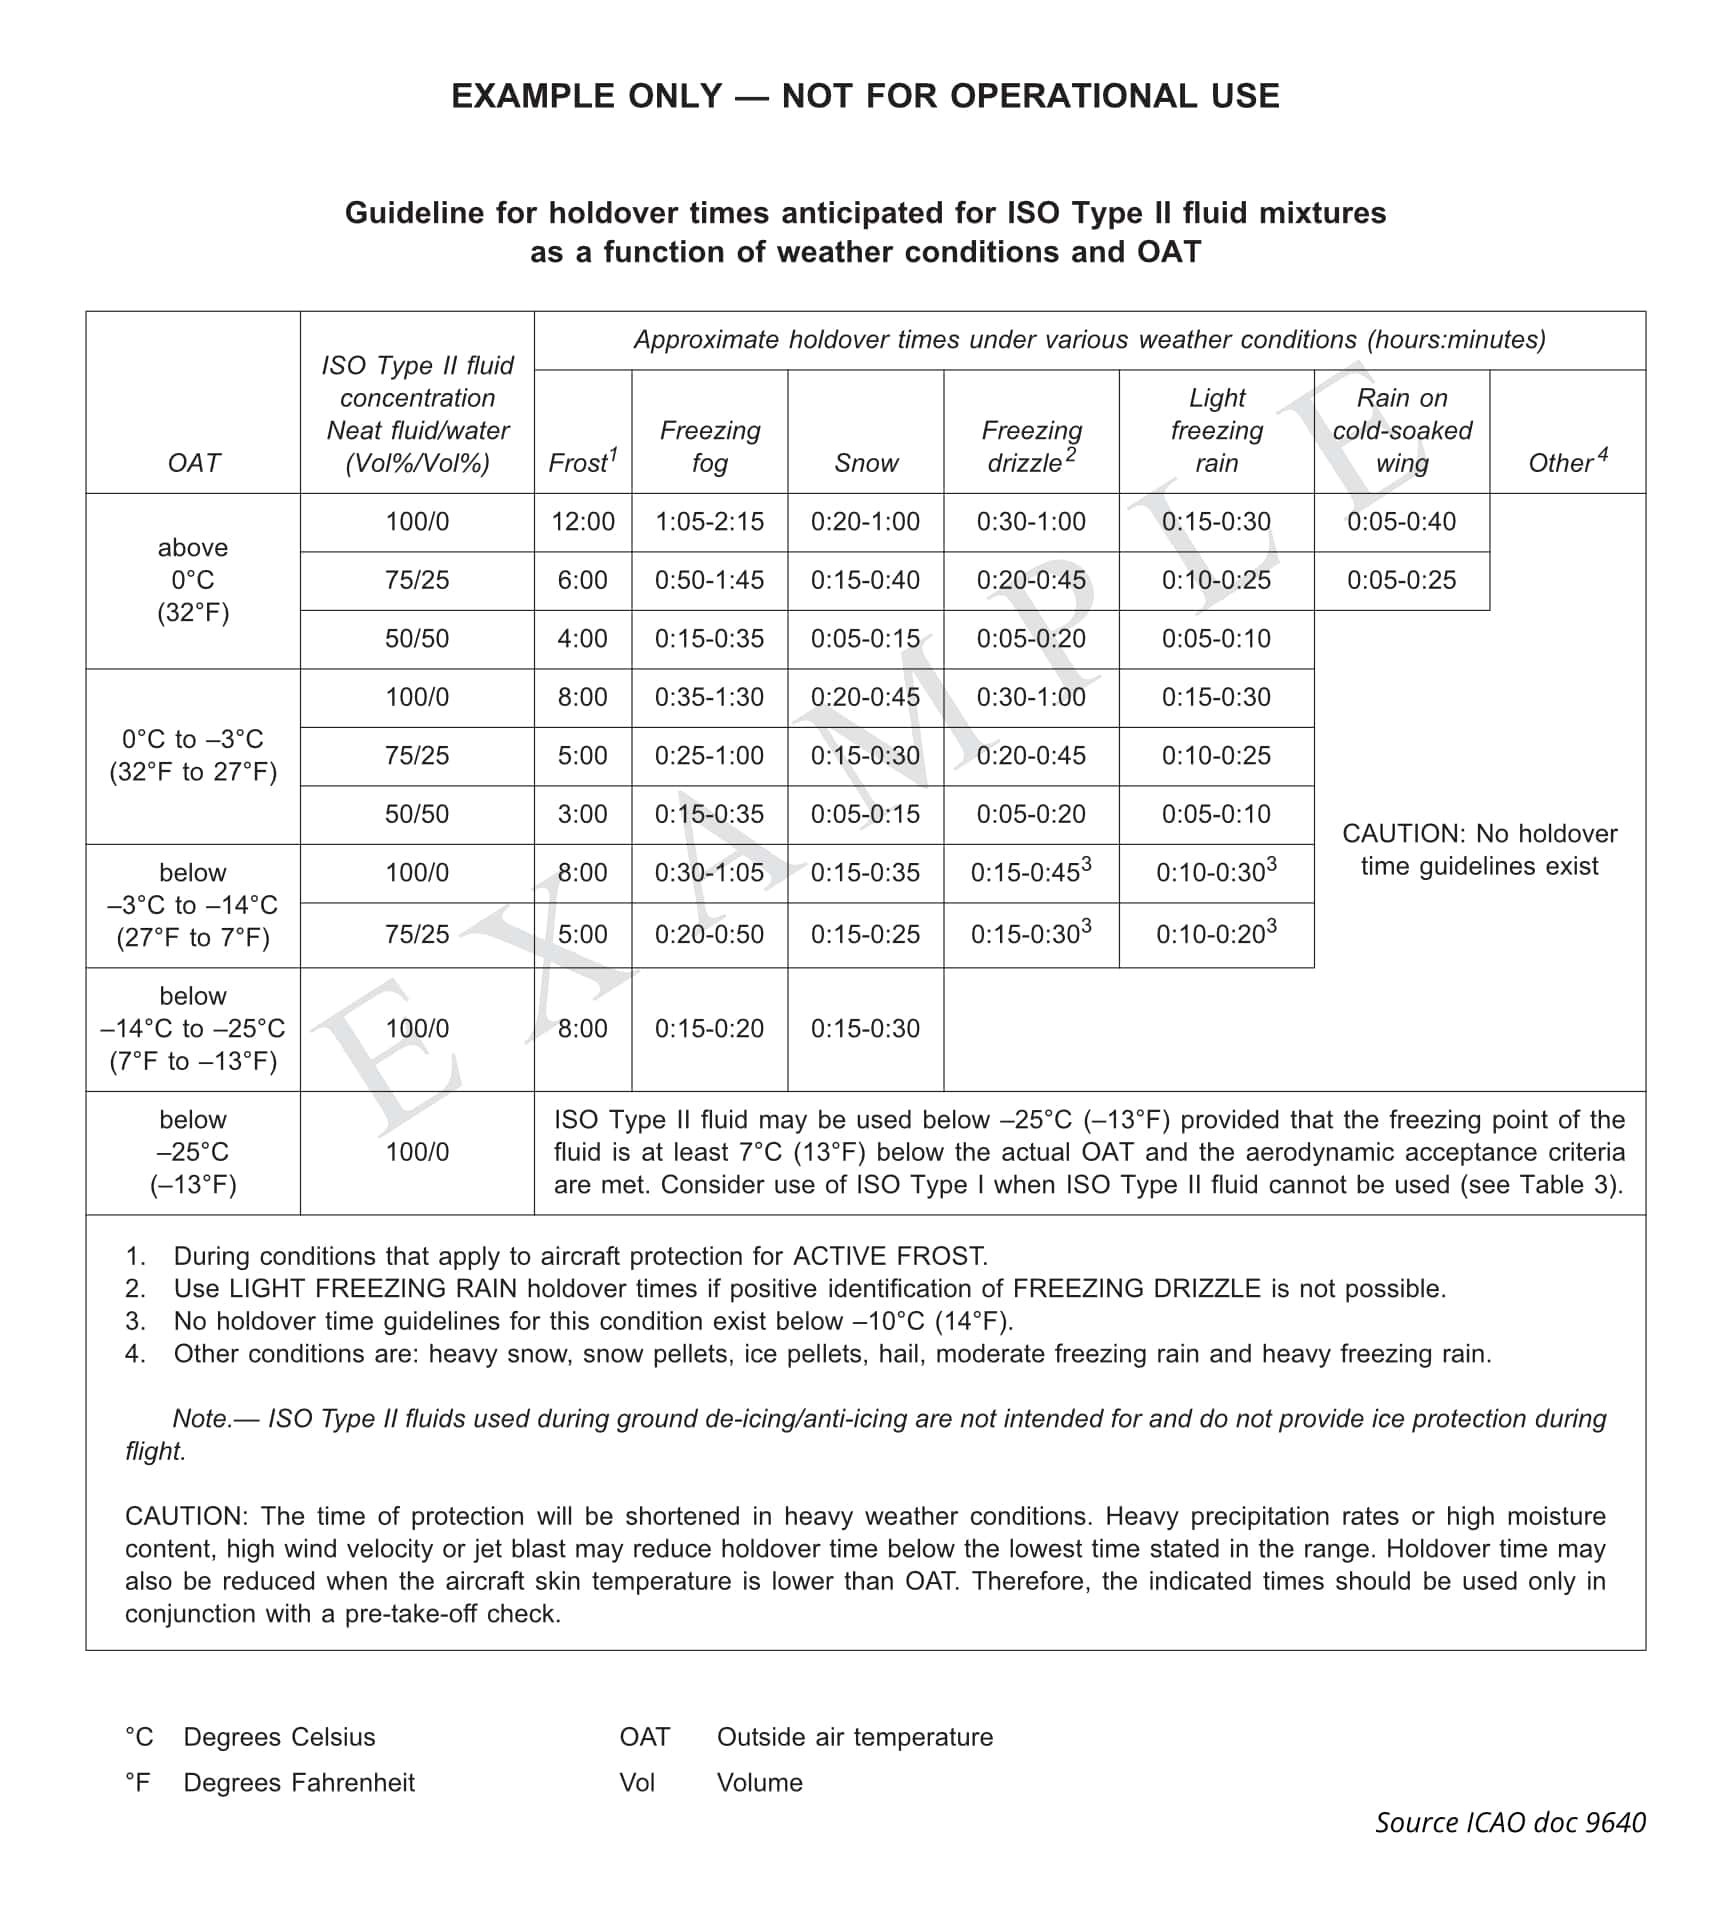 EXAMPLE ONLY — NOT FOR OPERATIONAL USE
Guideline for holdover times anticipated for ISO Type II fluid mixtures
as a function of weather conditions and OAT
OAT
ISO Type II fluid
concentration
Neat fluid/water
(Vol%/Vol%)
Approximate holdover times under various weather conditions (hours:minutes)
Frost1
Freezing
fog
Snow
Freezing
drizzle2
Light
freezing
rain
Rain on
cold-soaked
wing
Other4
above
0°C
(32°F)
100/0 12:00 1:05-2:15 0:20-1:00 0:30-1:00 0:15-0:30 0:05-0:40
75/25 6:00 0:50-1:45 0:15-0:40 0:20-0:45 0:10-0:25 0:05-0:25
50/50 4:00 0:15-0:35 0:05-0:15 0:05-0:20 0:05-0:10
0°C to –3°C
(32°F to 27°F)
100/0 8:00 0:35-1:30 0:20-0:45 0:30-1:00 0:15-0:30
75/25 5:00 0:25-1:00 0:15-0:30 0:20-0:45 0:10-0:25
50/50 3:00 0:15-0:35 0:05-0:15 0:05-0:20 0:05-0:10
below
–3°C to –14°C
(27°F to 7°F)
100/0 8:00 0:30-1:05 0:15-0:35 0:15-0:453 0:10-0:303
75/25 5:00 0:20-0:50 0:15-0:25 0:15-0:303 0:10-0:203
CAUTION: No holdover
time guidelines exist
below
–14°C to –25°C
(7°F to –13°F)
100/0 8:00 0:15-0:20 0:15-0:30
below
–25°C
(–13°F)
100/0
ISO Type II fluid may be used below –25°C (–13°F) provided that the freezing point of the
fluid is at least 7°C (13°F) below the actual OAT and the aerodynamic acceptance criteria
are met. Consider use of ISO Type I when ISO Type II fluid cannot be used (see Table 3).
1. During conditions that apply to aircraft protection for ACTIVE FROST.
2. Use LIGHT FREEZING RAIN holdover times if positive identification of FREEZING DRIZZLE is not possible.
3. No holdover time guidelines for this condition exist below –10°C (14°F).
4. Other conditions are: heavy snow, snow pellets, ice pellets, hail, moderate freezing rain and heavy freezing rain.
Note.— ISO Type II fluids used during ground de-icing/anti-icing are not intended for and do not provide ice protection during
flight.
CAUTION: The time of protection will be shortened in heavy weather conditions. Heavy precipitation rates or high moisture
content, high wind velocity or jet blast may reduce holdover time below the lowest time stated in the range. Holdover time may
also be reduced when the aircraft skin temperature is lower than OAT. Therefore, the indicated times should be used only in
conjunction with a pre-take-off check.
°C Degrees Celsius OAT Outside air temperature
°F Degrees Fahrenheit Vol Volume
Source ICAO doc 9640
EXAMPLE